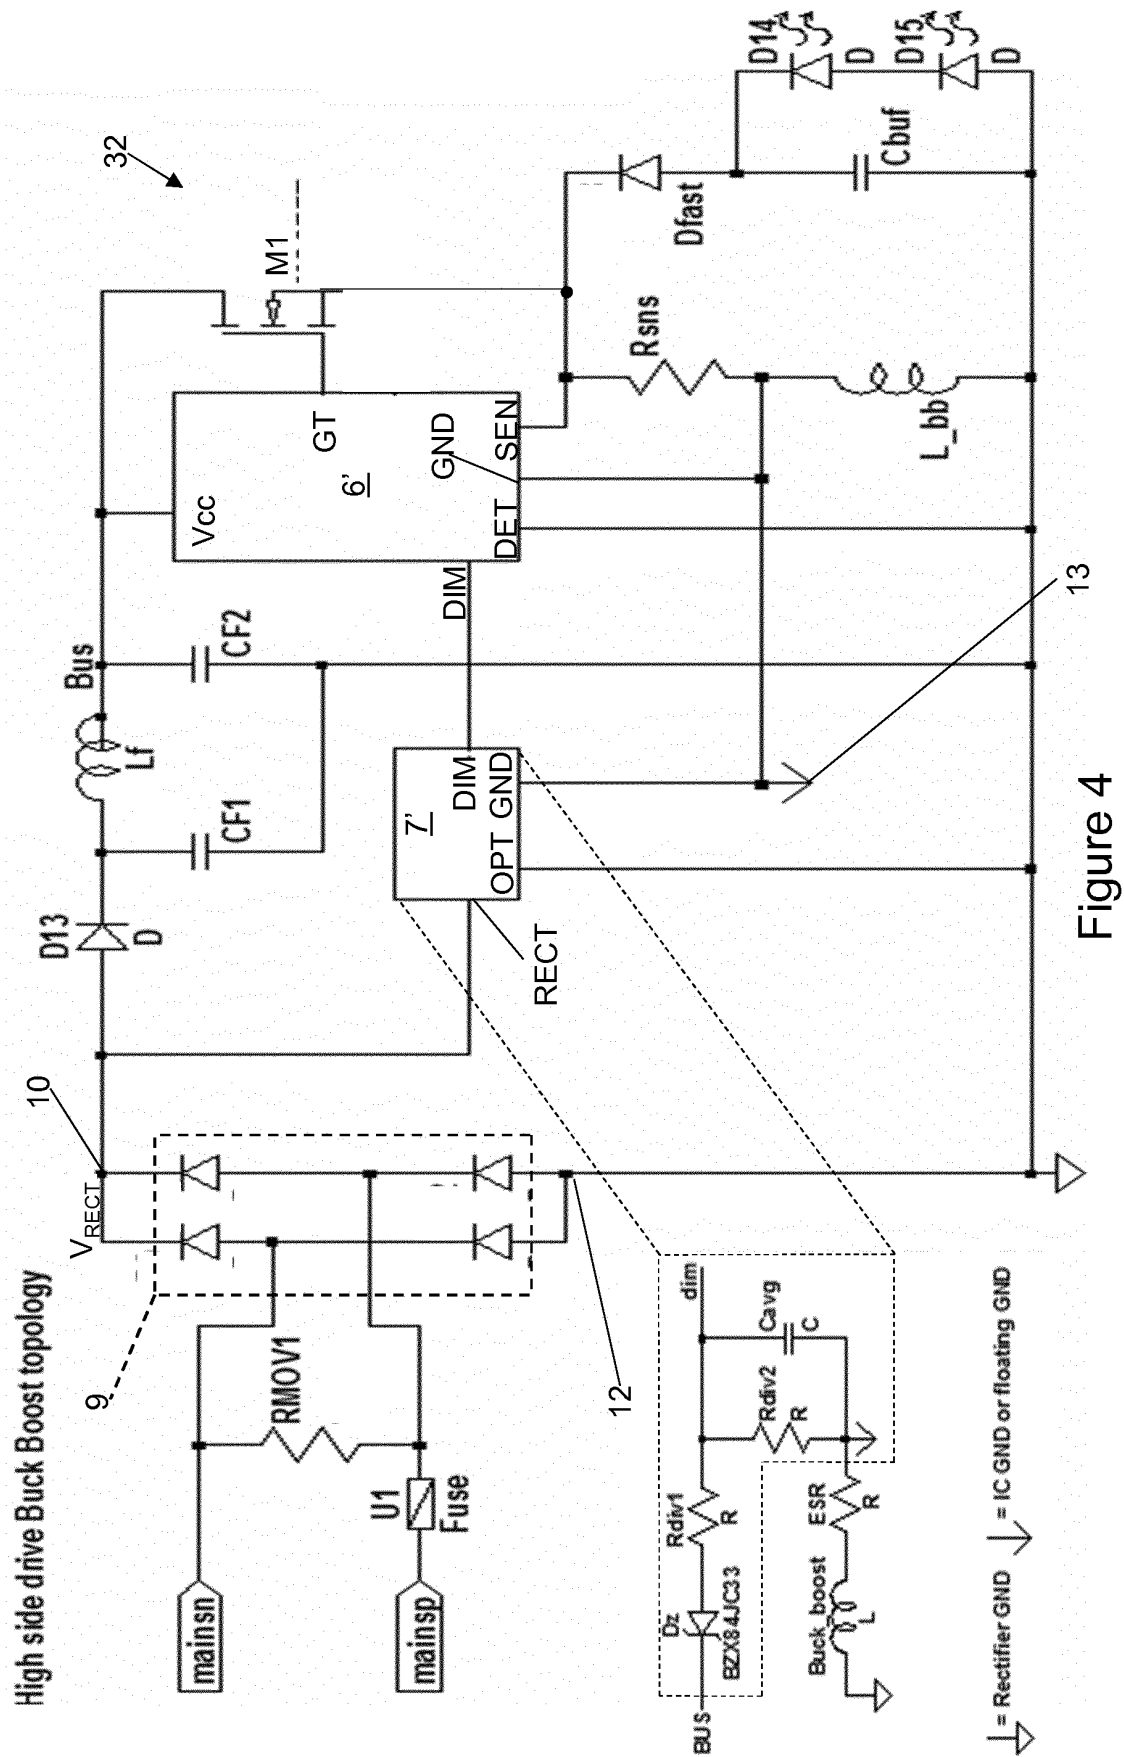 High side drive Buck Boost topology
32
M1
D14
D
D15
D
Cbuf
Dfast
Rsns
L_bb
GT
6'
Vcc
GND
SEN
DET
DIM
Bus
Lf
CF2
CF1
D13
D
7'
DIM
OPT GND
RECT
13
10
VRECT
9
12
RMOV1
U1
Fuse
mainsn
mainsp
dim
Cavg
C
Rdiv2
R
Rdiv1
R
Dz
BZX84JC33
BUS
ESR
R
Buck_boost
L
= Rectifier GND
= IC GND or floating GND
Figure 4